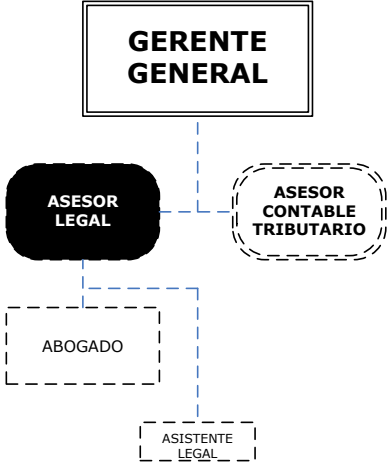 GERENTE
GENERAL
ASESOR
LEGAL
ASESOR
CONTABLE
TRIBUTARIO
ABOGADO
ASISTENTE
LEGAL